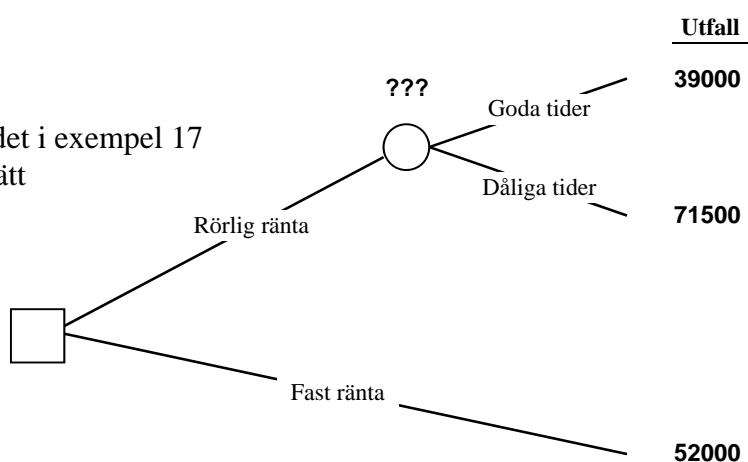 Utfall
39000
???
Goda tider
det i exempel 17
ätt
Dåliga tider
71500
Rörlig ränta
Fast ränta
52000